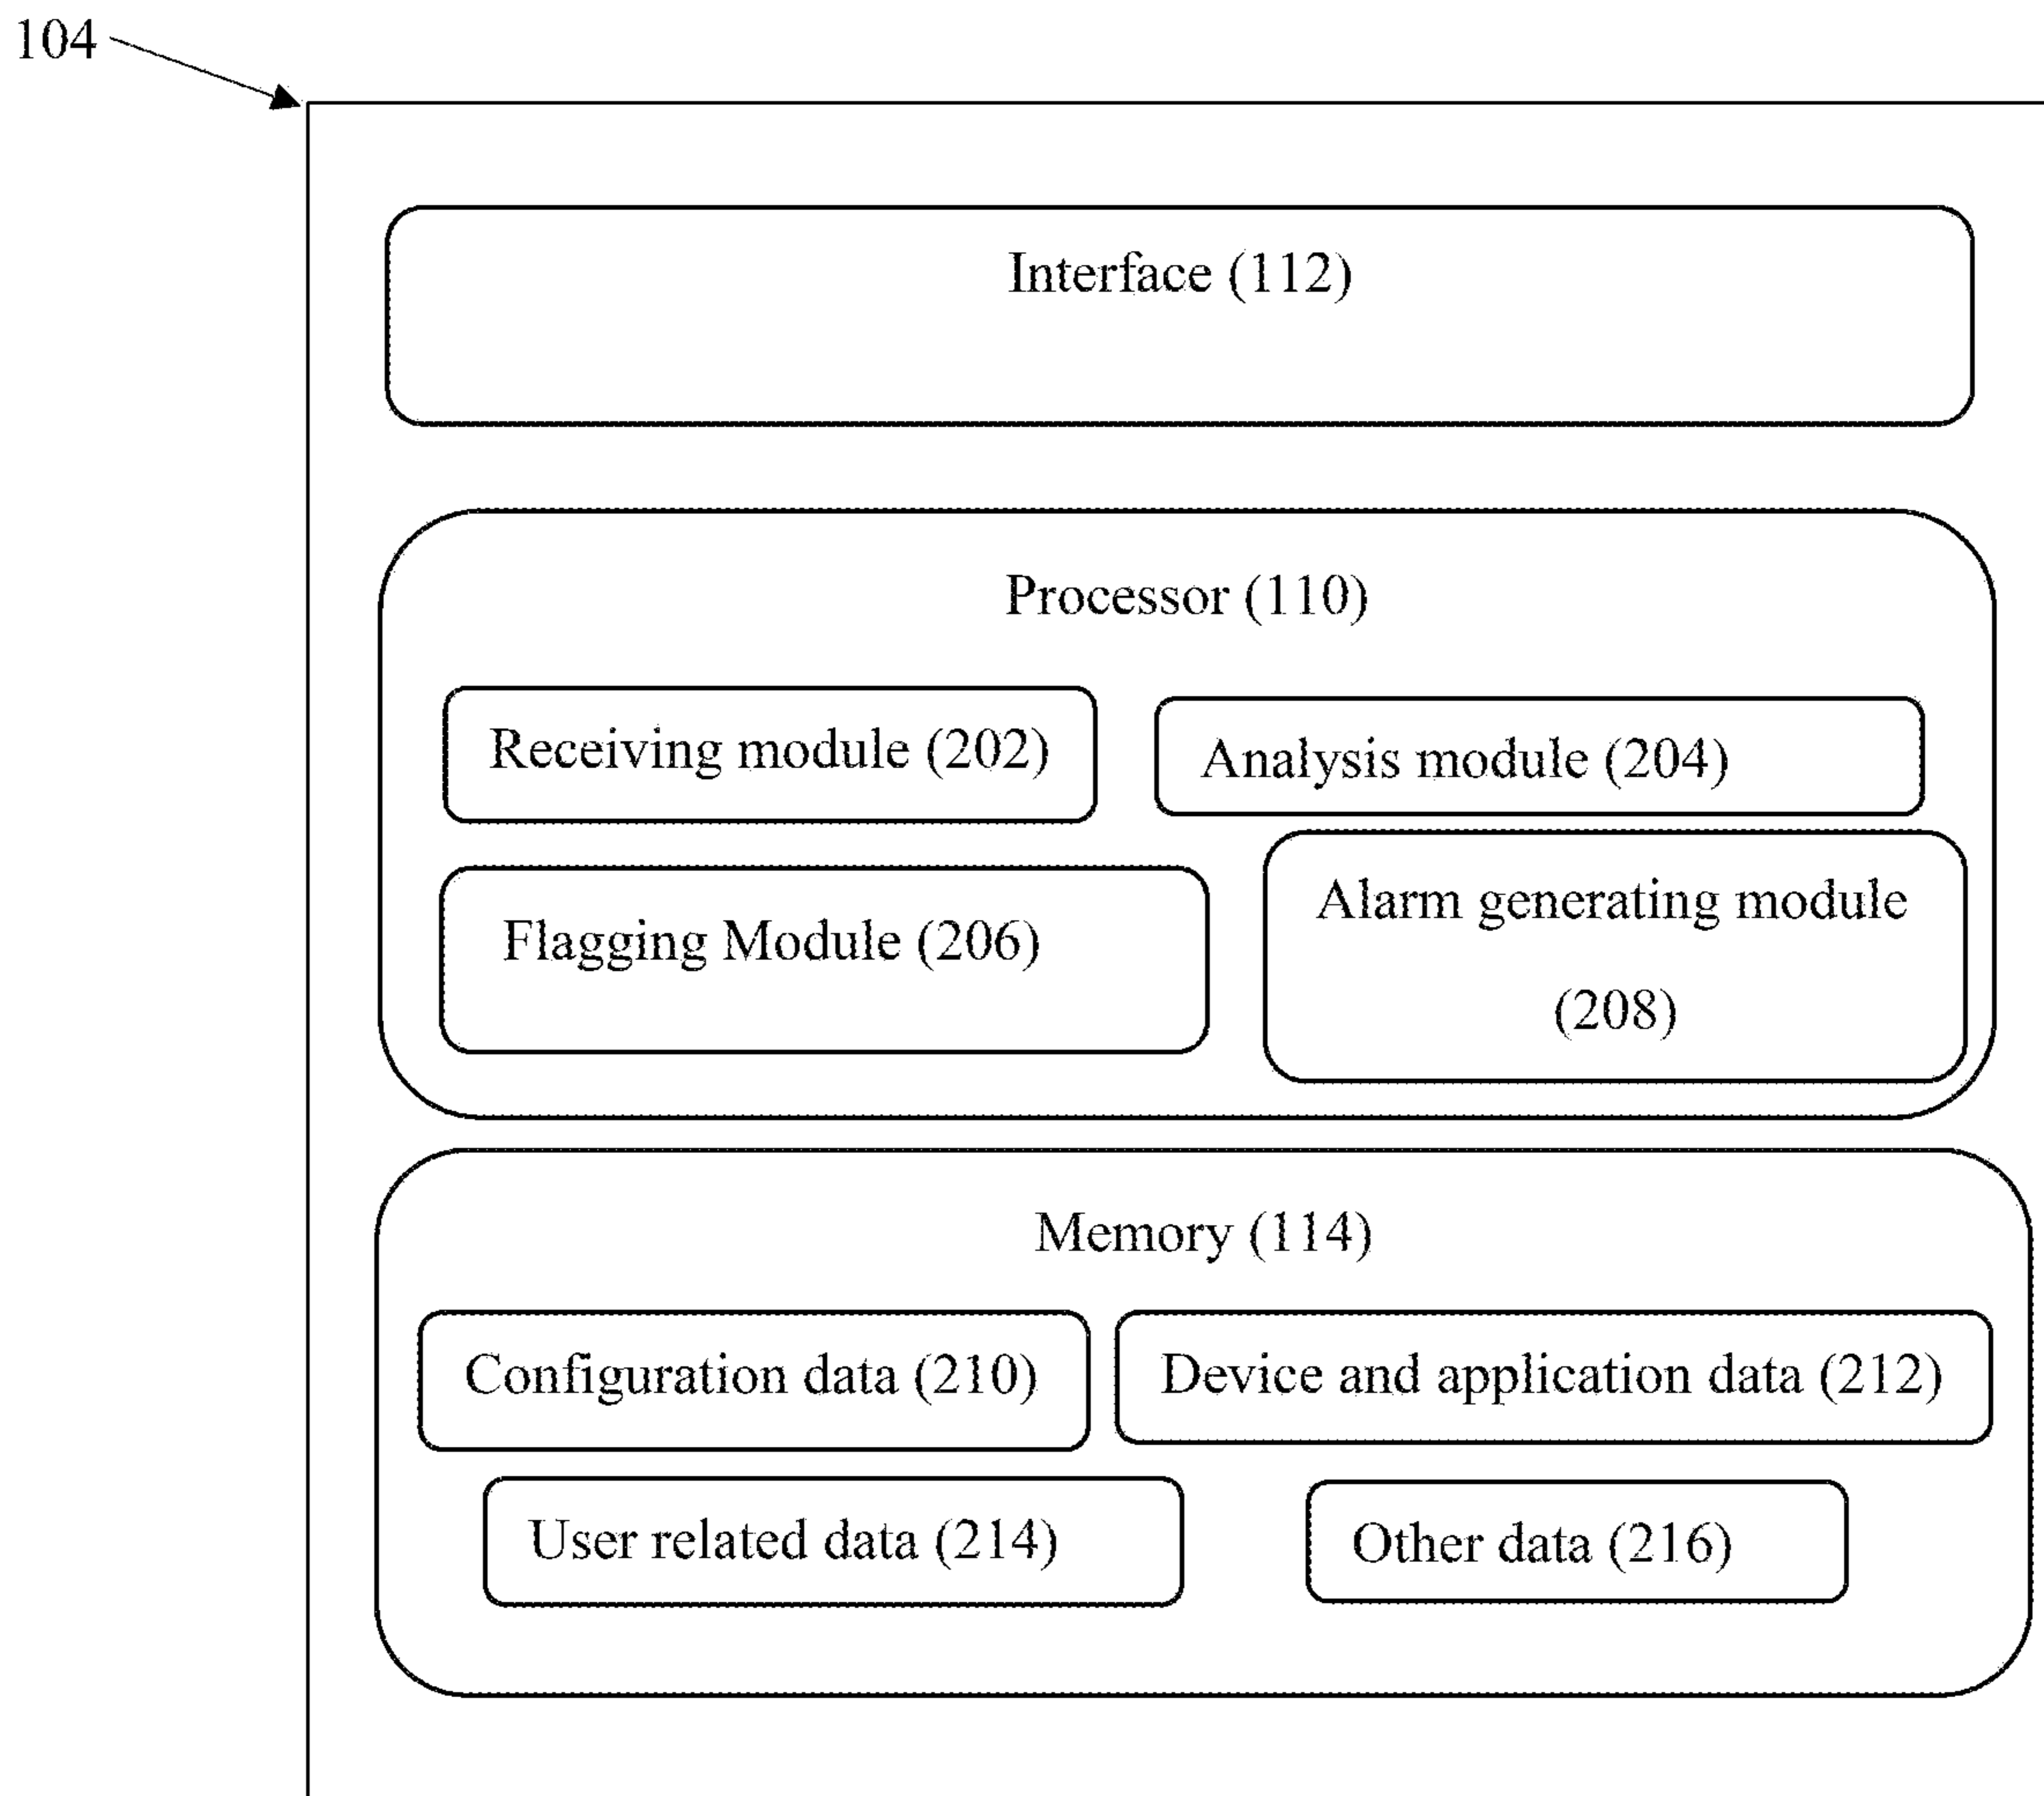 104
Interface (112)
Processor (110)
Receiving module (202)
Analysis module (204)
Flagging Module (206)
Alarm generating module
(208)
Memory (114)
Configuration data (210)
Device and application data (212)
User related data (214)
Other data (216)